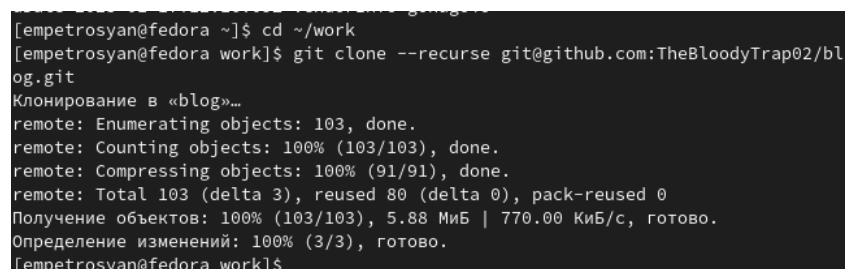 [empetrosyan@fedora ~]$ cd ~/work
[empetrosyan@fedora work]$ git clone --recurse git@github.com:TheBloodyTrap02/bl
og.git
Клонирование в «blog»…
remote: Enumerating objects: 103, done.
remote: Counting objects: 100% (103/103), done.
remote: Compressing objects: 100% (91/91), done.
remote: Total 103 (delta 3), reused 80 (delta 0), pack-reused 0
Получение объектов: 100% (103/103), 5.88 МиБ | 770.00 КиБ/с, готово.
Определение изменений: 100% (3/3), готово.
[empetrosyan@fedora work]$